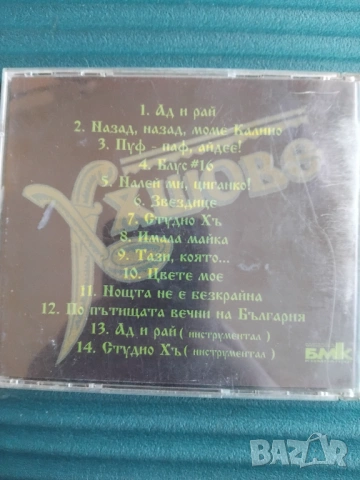 1. Ад и рай
2. Назад, назад, моме Калино
3. Пуф - паф, айдее!
4. Блус #16
5. Налей ми, циганко!
6. Звездице
7. Студио Хъ
8. Имала майка
9. Тази, която...
10. Цвете мое
11. Нощта не е безкрайна
12. По пътищата вечни на България
13. Ад и рай ( инструментал )
14. Студио Хъ ( инструментал )
БМК
bazar.bg